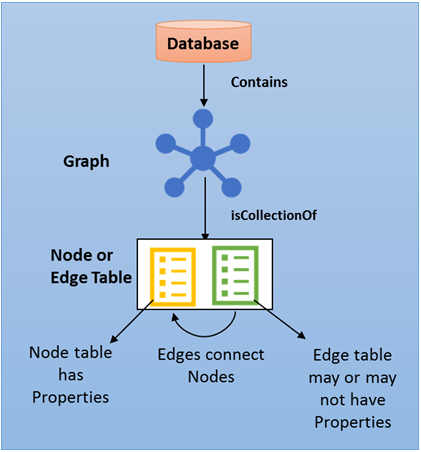 Database
Contains
Graph
isCollectionOf
Node or
Edge Table
Node table
has
Properties
Edges connect
Nodes
Edge table
may or may
not have
Properties